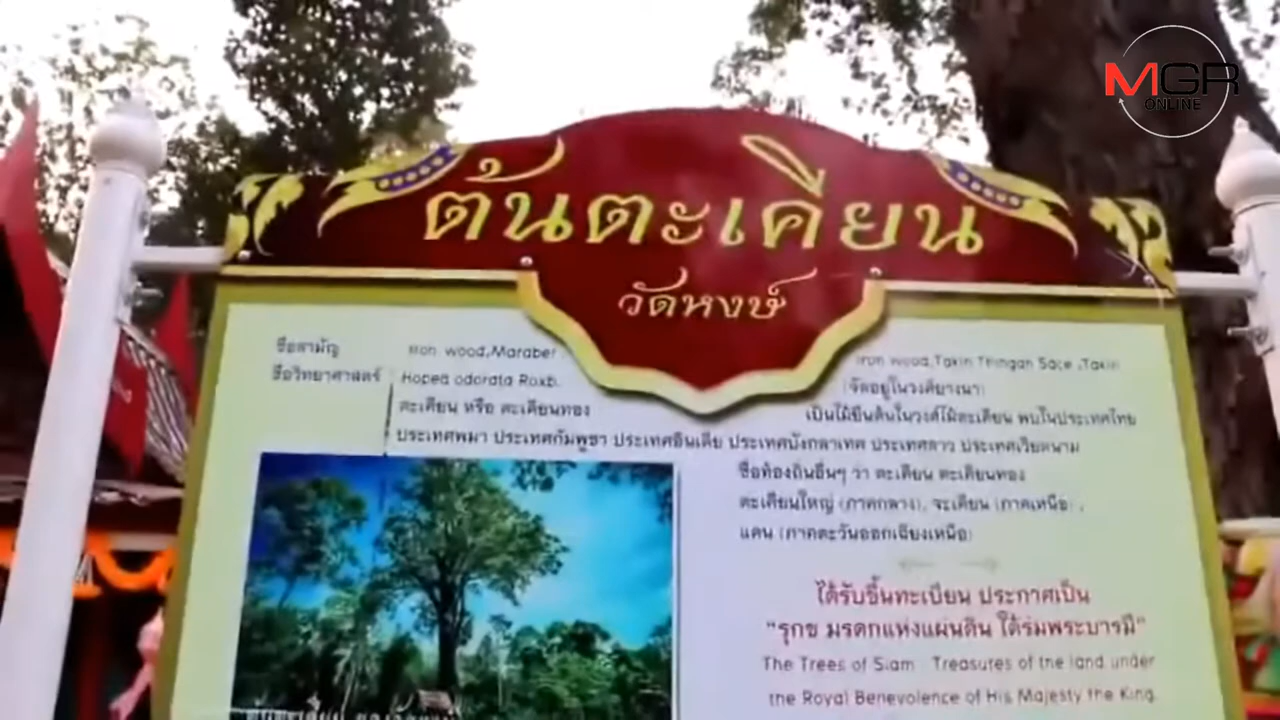 MGR
ONLINE
ต้นตะเคียน
วัดหงษ์
ชื่อสามัญ Iron wood,Maraber Iron wood,Takin Thingan Sace ,Takin
ชื่อวิทยาศาสตร์ Hopea odorata Roxb. (จัดอยู่ในวงศ์ยางนา)
ตะเคียน หรือ ตะเคียนทอง เป็นไม้ยืนต้นในวงศ์ไม้ตะเคียน พบในประเทศไทย
ประเทศพม่า ประเทศกัมพูชา ประเทศอินเดีย ประเทศบังกลาเทศ ประเทศลาว ประเทศเวียดนาม
ชื่อท้องถิ่นอื่นๆ ว่า ตะเคียน ตะเคียนทอง
ตะเคียนใหญ่ (ภาคกลาง), จะเคียน (ภาคเหนือ) ,
แคน (ภาคตะวันออกเฉียงเหนือ)
ได้รับขึ้นทะเบียน ประกาศเป็น
"รุกข มรดกแห่งแผ่นดิน ใต้ร่มพระบารมี"
The Trees of Siam Treasures of the land under
the Royal Benevolence of His Majesty the King.